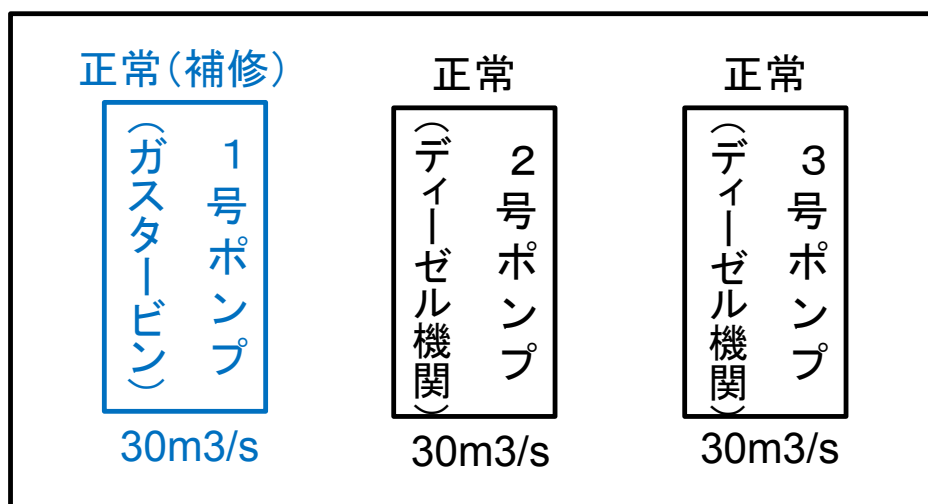 正常（補修）
1号ポンプ
（ガスタービン）
30m3/s
正常
2号ポンプ
（ディーゼル機関）
30m3/s
正常
3号ポンプ
（ディーゼル機関）
30m3/s